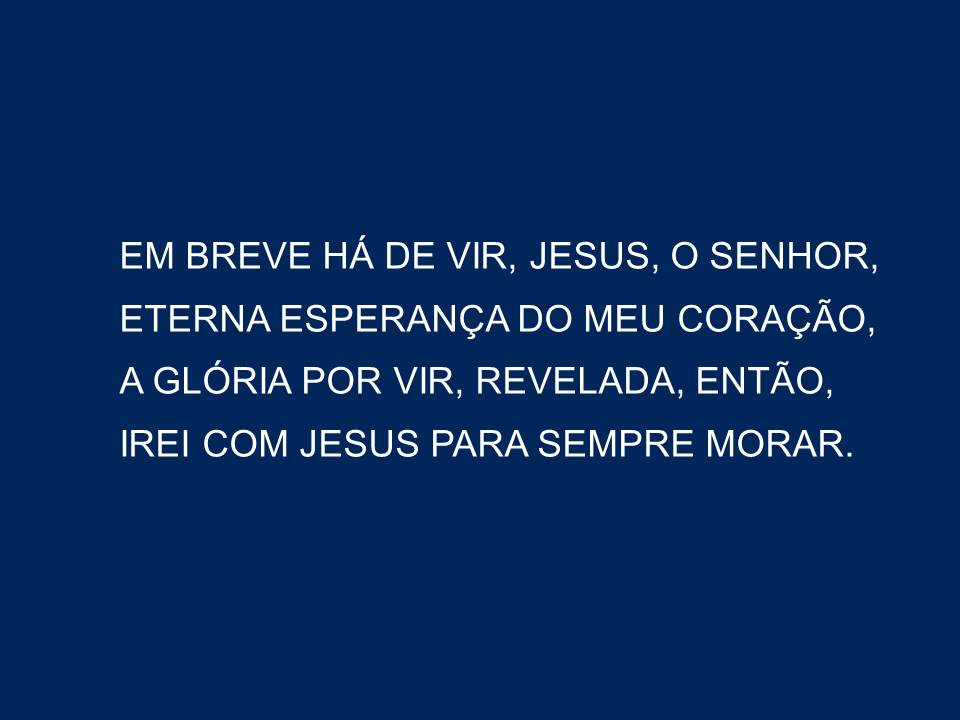 EM BREVE HÁ DE VIR, JESUS, O SENHOR,
ETERNA ESPERANÇA DO MEU CORAÇÃO,
A GLÓRIA POR VIR, REVELADA, ENTÃO,
IREI COM JESUS PARA SEMPRE MORAR.